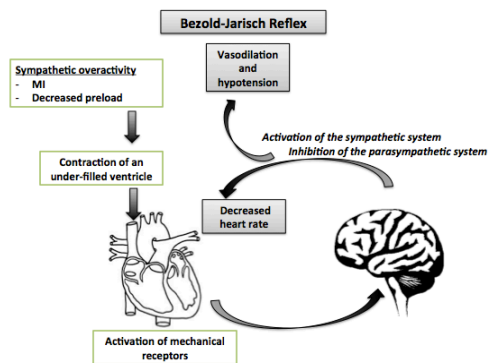 Bezold-Jarisch Reflex
Sympathetic overactivity
- MI
- Decreased preload
Vasodilation
and
hypotension
Activation of the sympathetic system
Inhibition of the parasympathetic system
Contraction of an
under-filled ventricle
Decreased
heart rate
Activation of mechanical
receptors